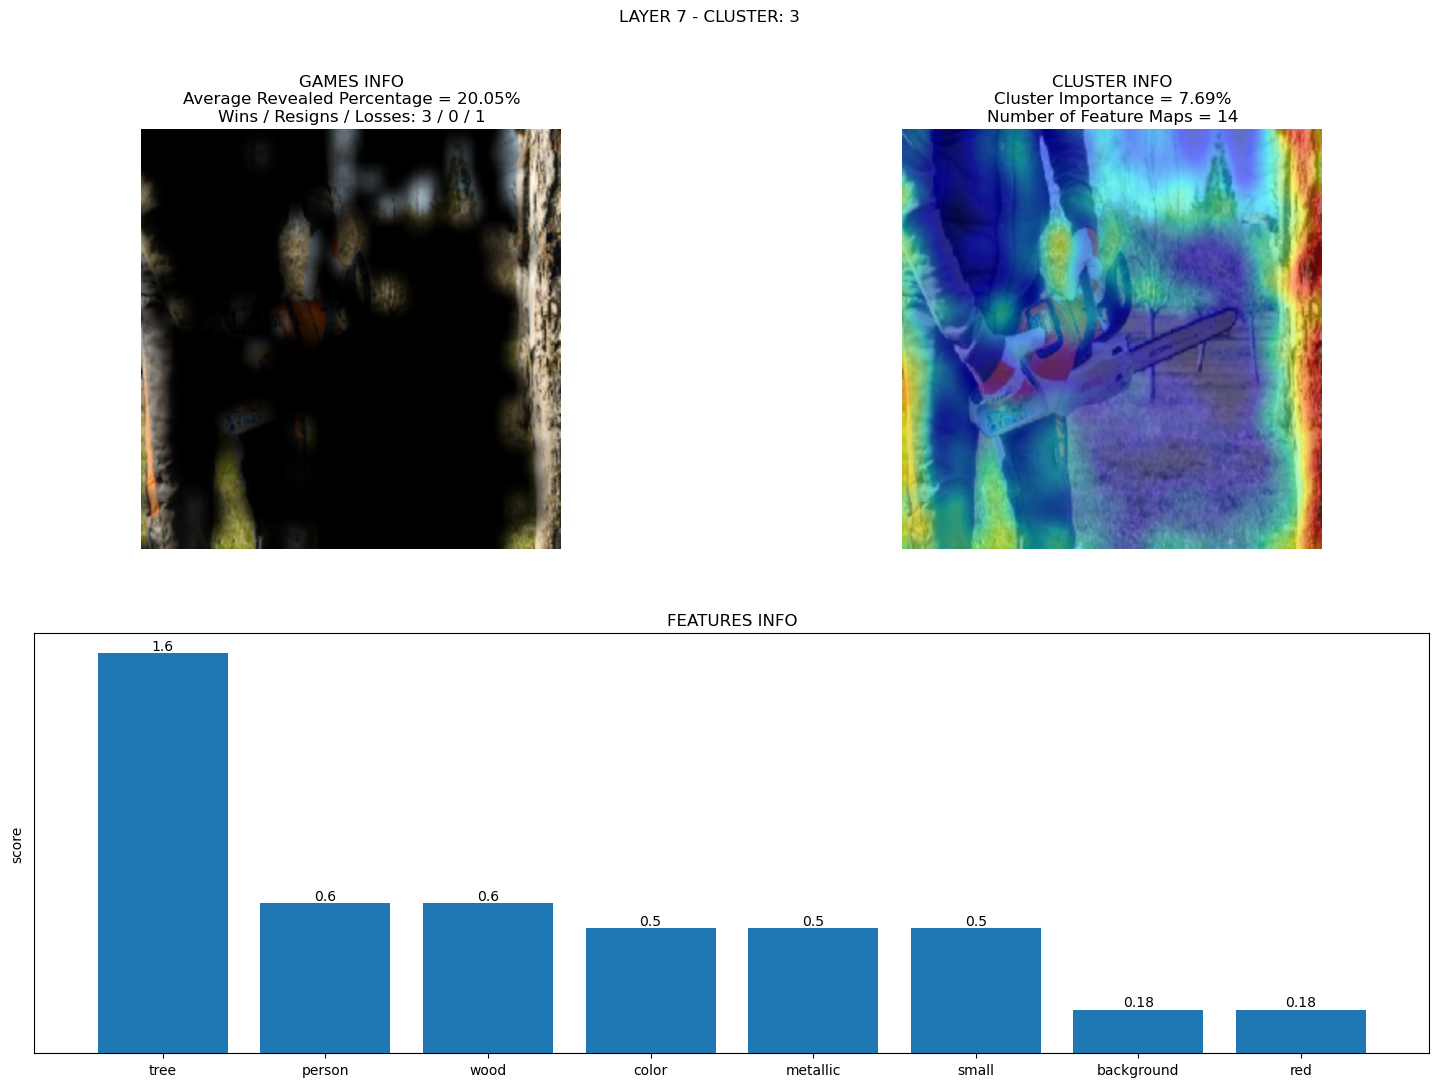 LAYER 7 - CLUSTER: 3
GAMES INFO
Average Revealed Percentage = 20.05%
Wins / Resigns / Losses: 3 / 0 / 1
CLUSTER INFO
Cluster Importance = 7.69%
Number of Feature Maps = 14
FEATURES INFO
score
1.6
0.6
0.6
0.5
0.5
0.5
0.18
0.18
tree
person
wood
color
metallic
small
background
red